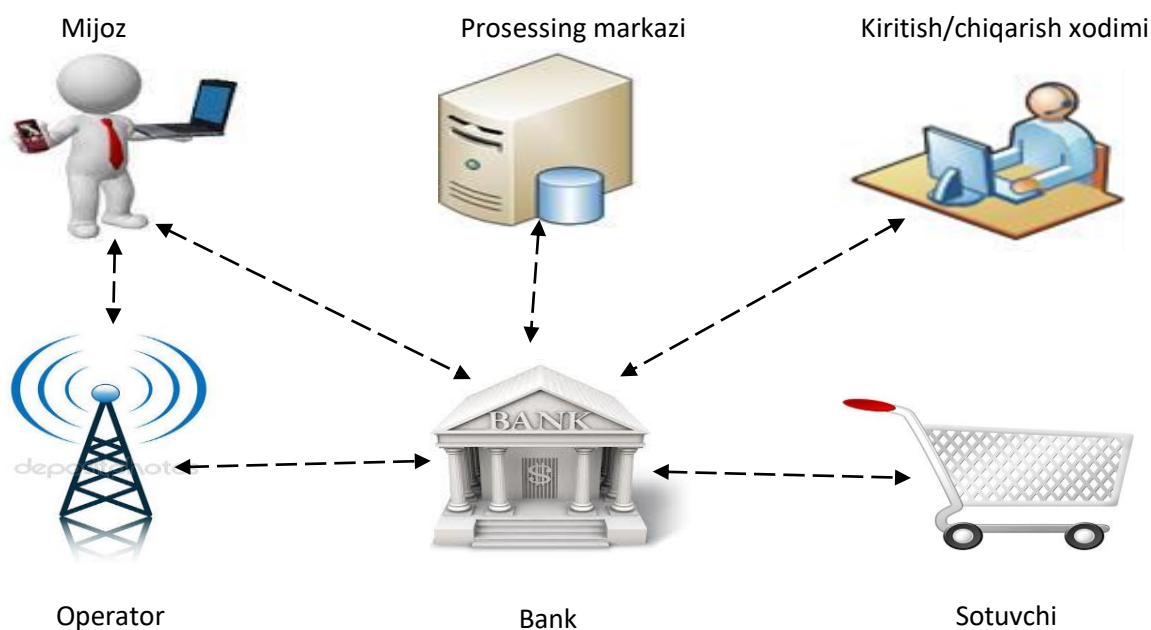 Mijoz
Prosessing markazi
Kiritish/chiqarish xodimi
BANK
$
Operator
Bank
Sotuvchi